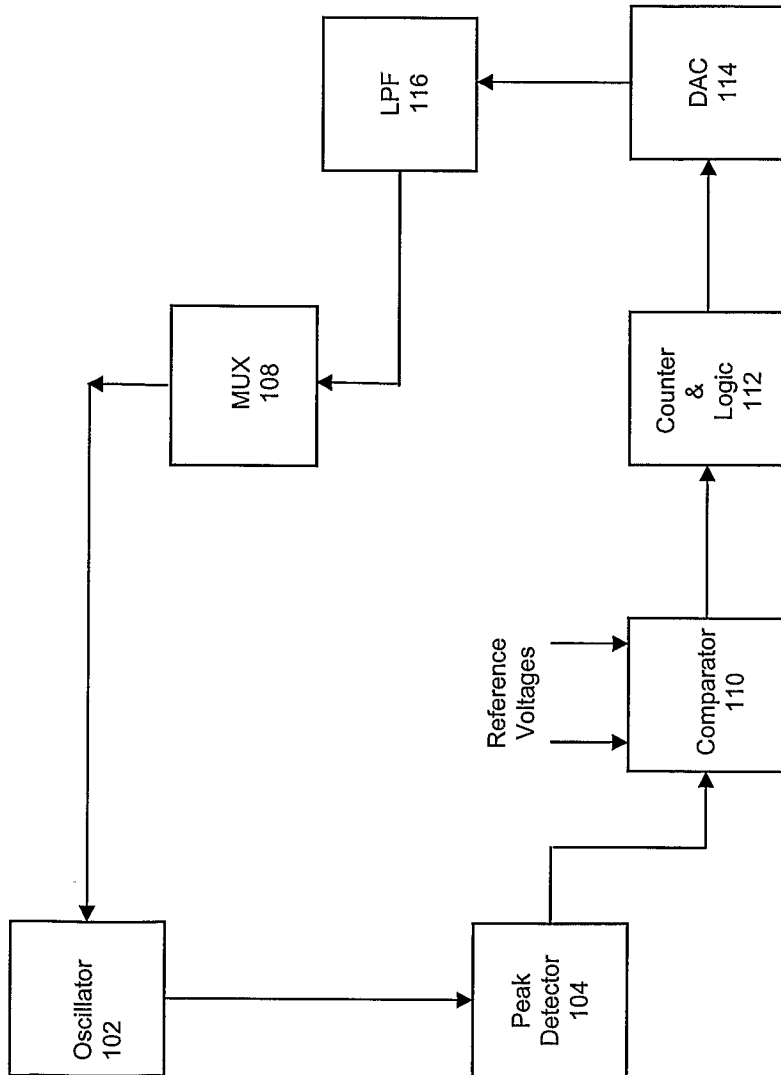 Oscillator
102
MUX
108
LPF
116
Peak
Detector
104
Reference
Voltages
Comparator
110
Counter
&
Logic
112
DAC
114